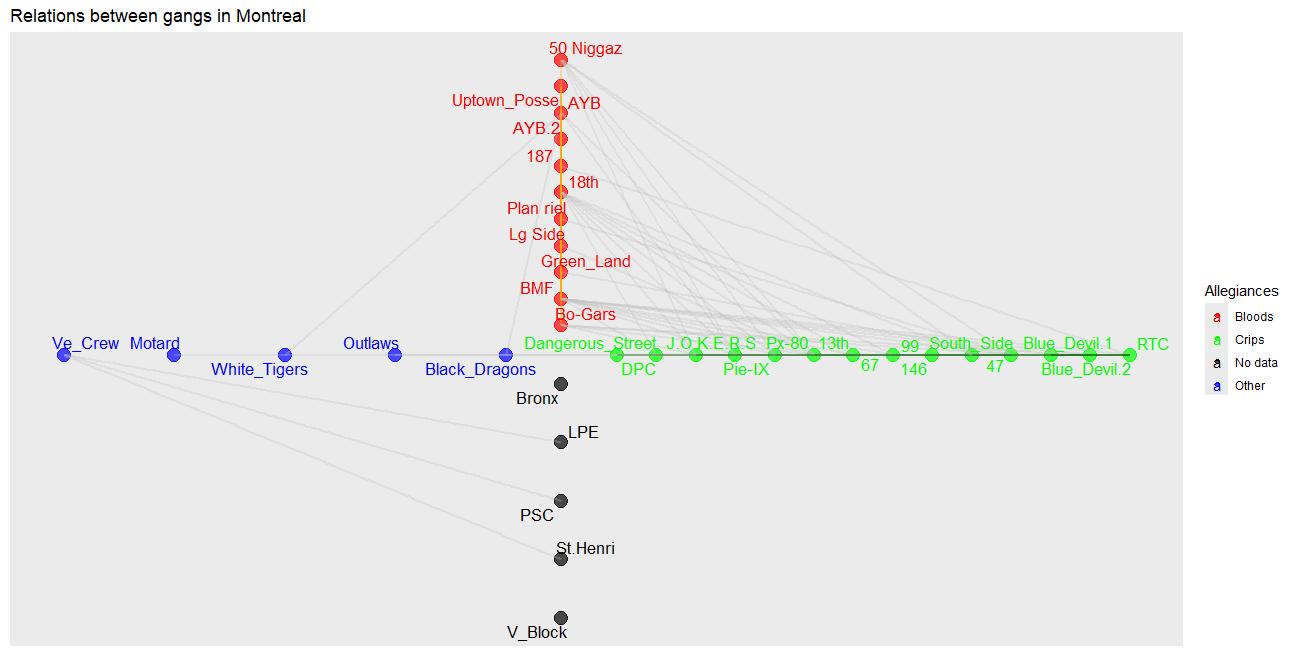 Relations between gangs in Montreal
50 Niggaz
Uptown_Posse AYB
AYB.2
187
18th
Plan riel
Lg Side
Green_Land
BMF
Bo-Gars
Ve_Crew Motard Outlaws Dangerous_Street J.O.K.E.R.S Px-80 13th 99 South_Side Blue_Devil.1 RTC
White_Tigers Black_Dragons DPC Pie-IX 67 146 47 Blue_Devil.2
Bronx
LPE
PSC
St.Henri
V_Block
Allegiances
a Bloods
a Crips
a No data
a Other